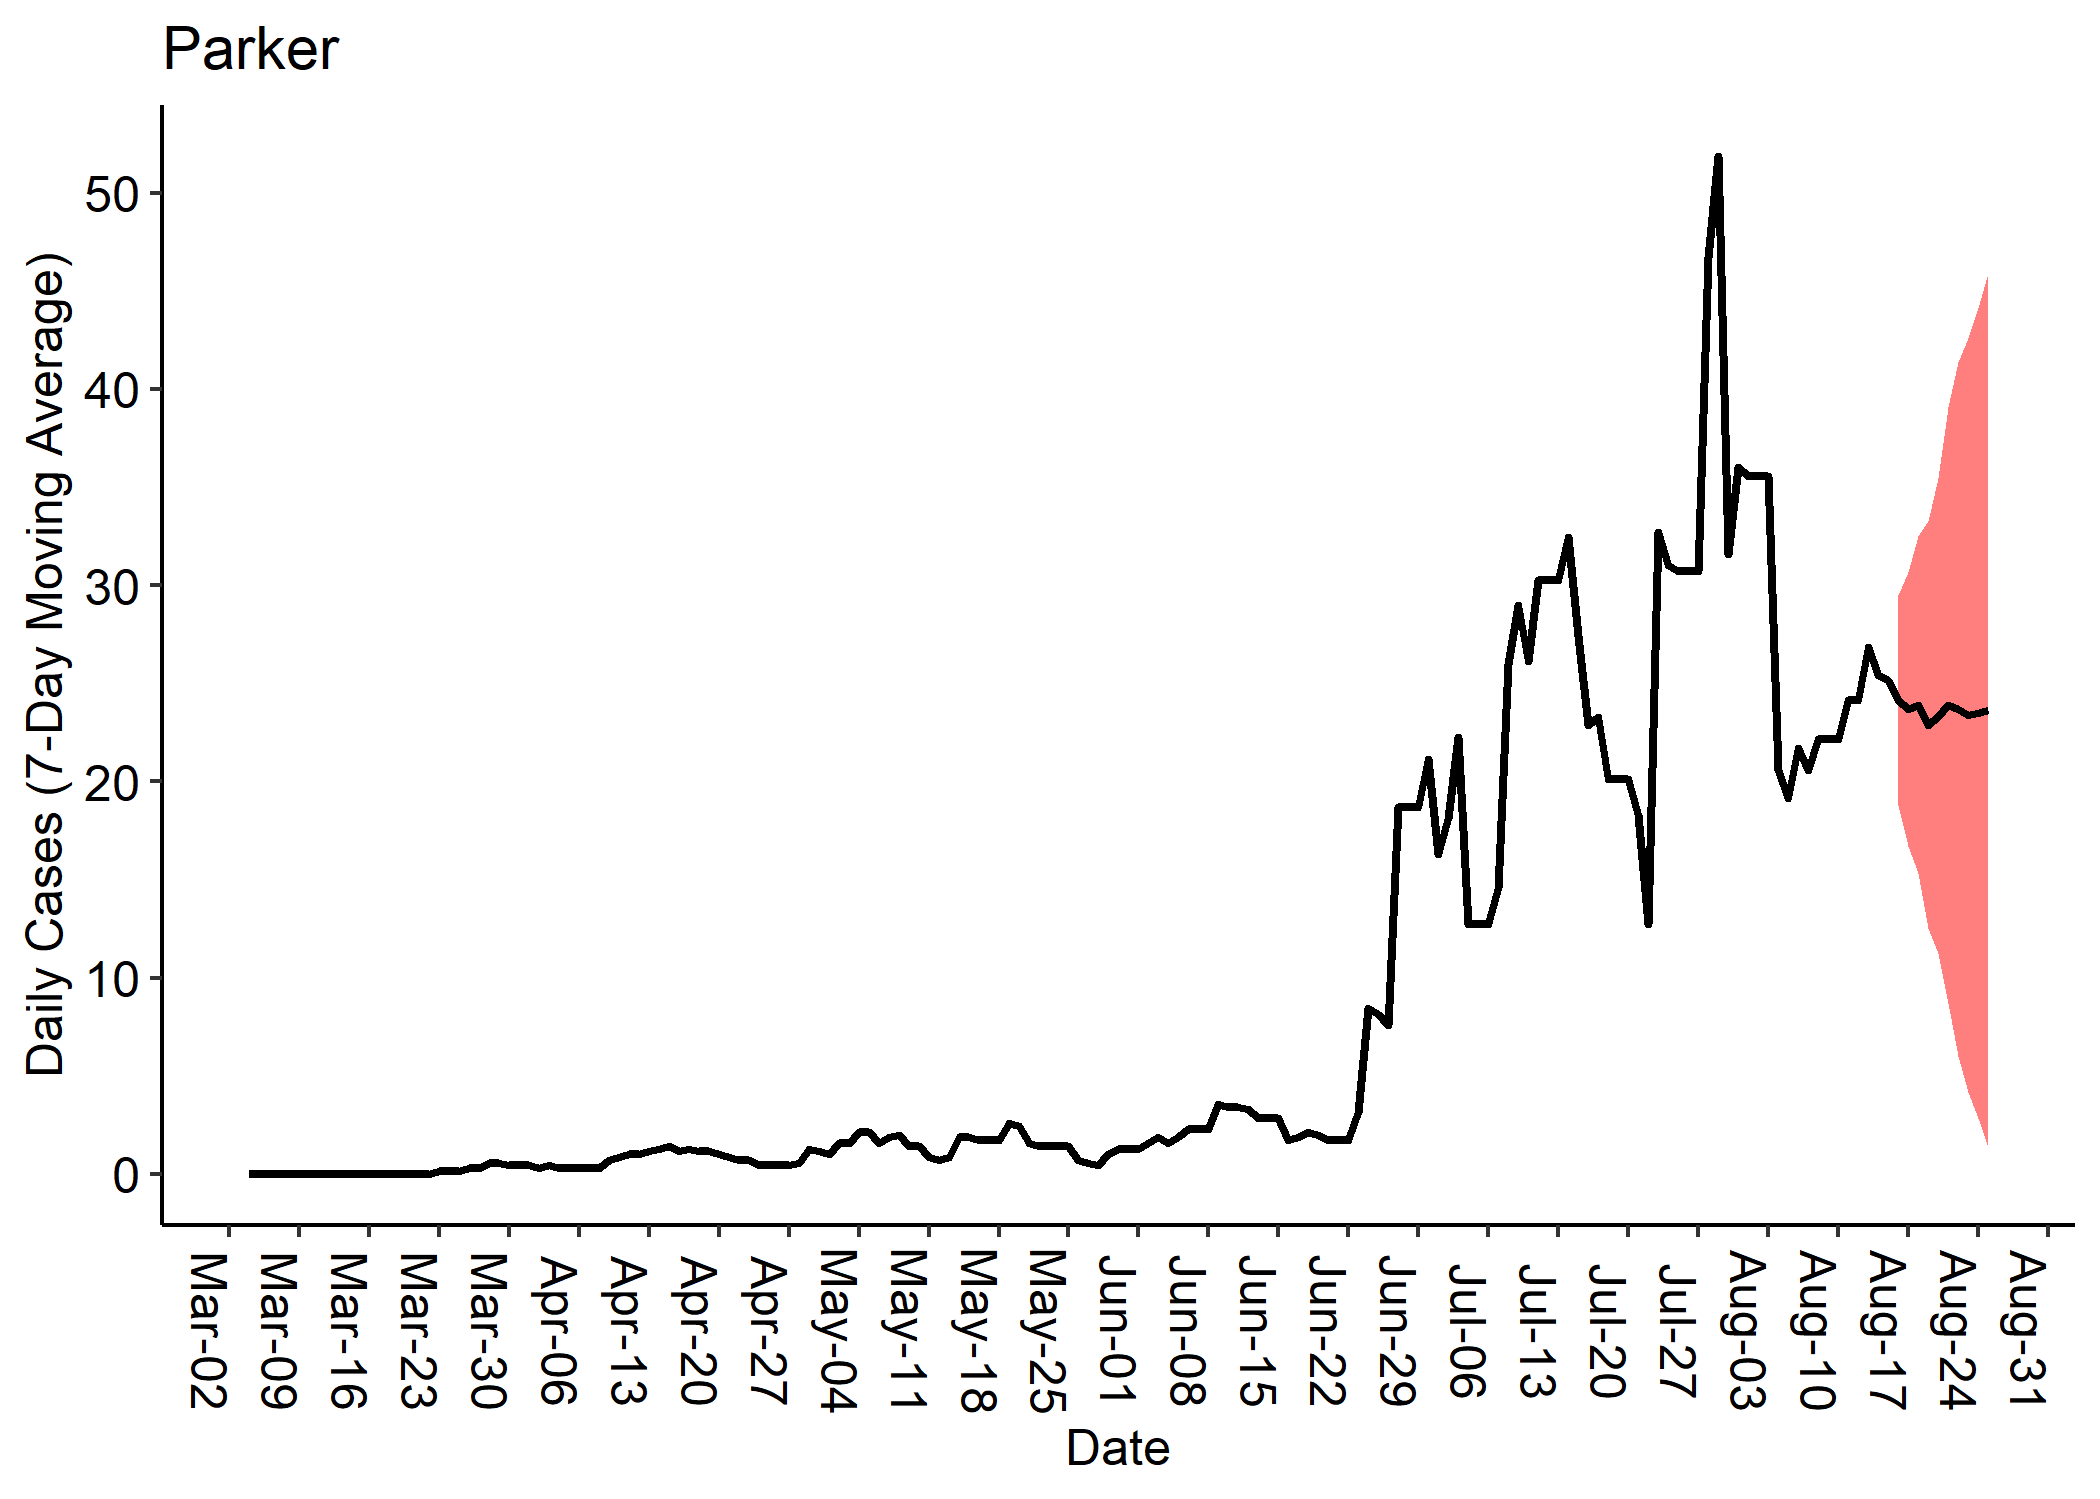 Parker
Daily Cases (7-Day Moving Average)
50
40
30
20
10
0
Mar-02
Mar-09
Mar-16
Mar-23
Mar-30
Apr-06
Apr-13
Apr-20
Apr-27
May-04
May-11
May-18
May-25
Jun-01
Jun-08
Jun-15
Jun-22
Jun-29
Jul-06
Jul-13
Jul-20
Jul-27
Aug-03
Aug-10
Aug-17
Aug-24
Aug-31
Date